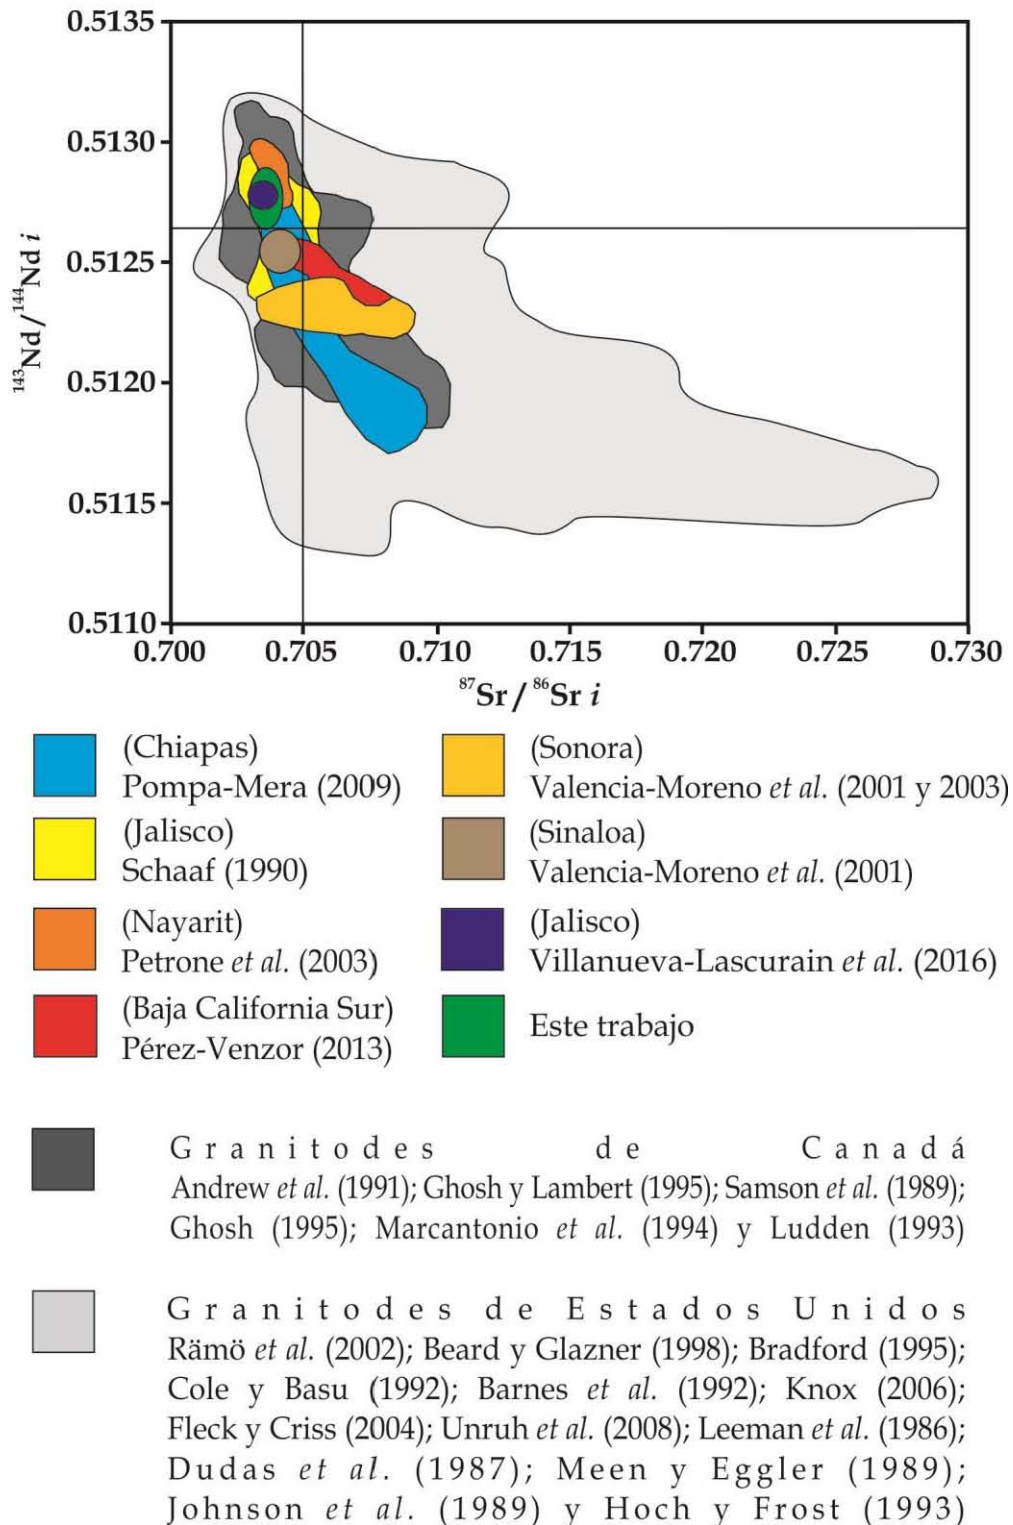 0.5135
0.5130
0.5125
0.5120
0.5115
0.5110
143Nd/144Nd i
0.700 0.705 0.710 0.715 0.720 0.725 0.730
87Sr/86Sr i
(Chiapas)
Pompa-Mera (2009)
(Jalisco)
Schaaf (1990)
(Nayarit)
Petrone et al. (2003)
(Baja California Sur)
Pérez-Venzor (2013)
(Sonora)
Valencia-Moreno et al. (2001 y 2003)
(Sinaloa)
Valencia-Moreno et al. (2001)
(Jalisco)
Villanueva-Lascurain et al. (2016)
Este trabajo
Granitodes de Canadá
Andrew et al. (1991); Ghosh y Lambert (1995); Samson et al. (1989);
Ghosh (1995); Marcantonio et al. (1994) y Ludden (1993)
Granitodes de Estados Unidos
Rämö et al. (2002); Beard y Glazner (1998); Bradford (1995);
Cole y Basu (1992); Barnes et al. (1992); Knox (2006);
Fleck y Criss (2004); Unruh et al. (2008); Leeman et al. (1986);
Dudas et al. (1987); Meen y Eggler (1989);
Johnson et al. (1989) y Hoch y Frost (1993)